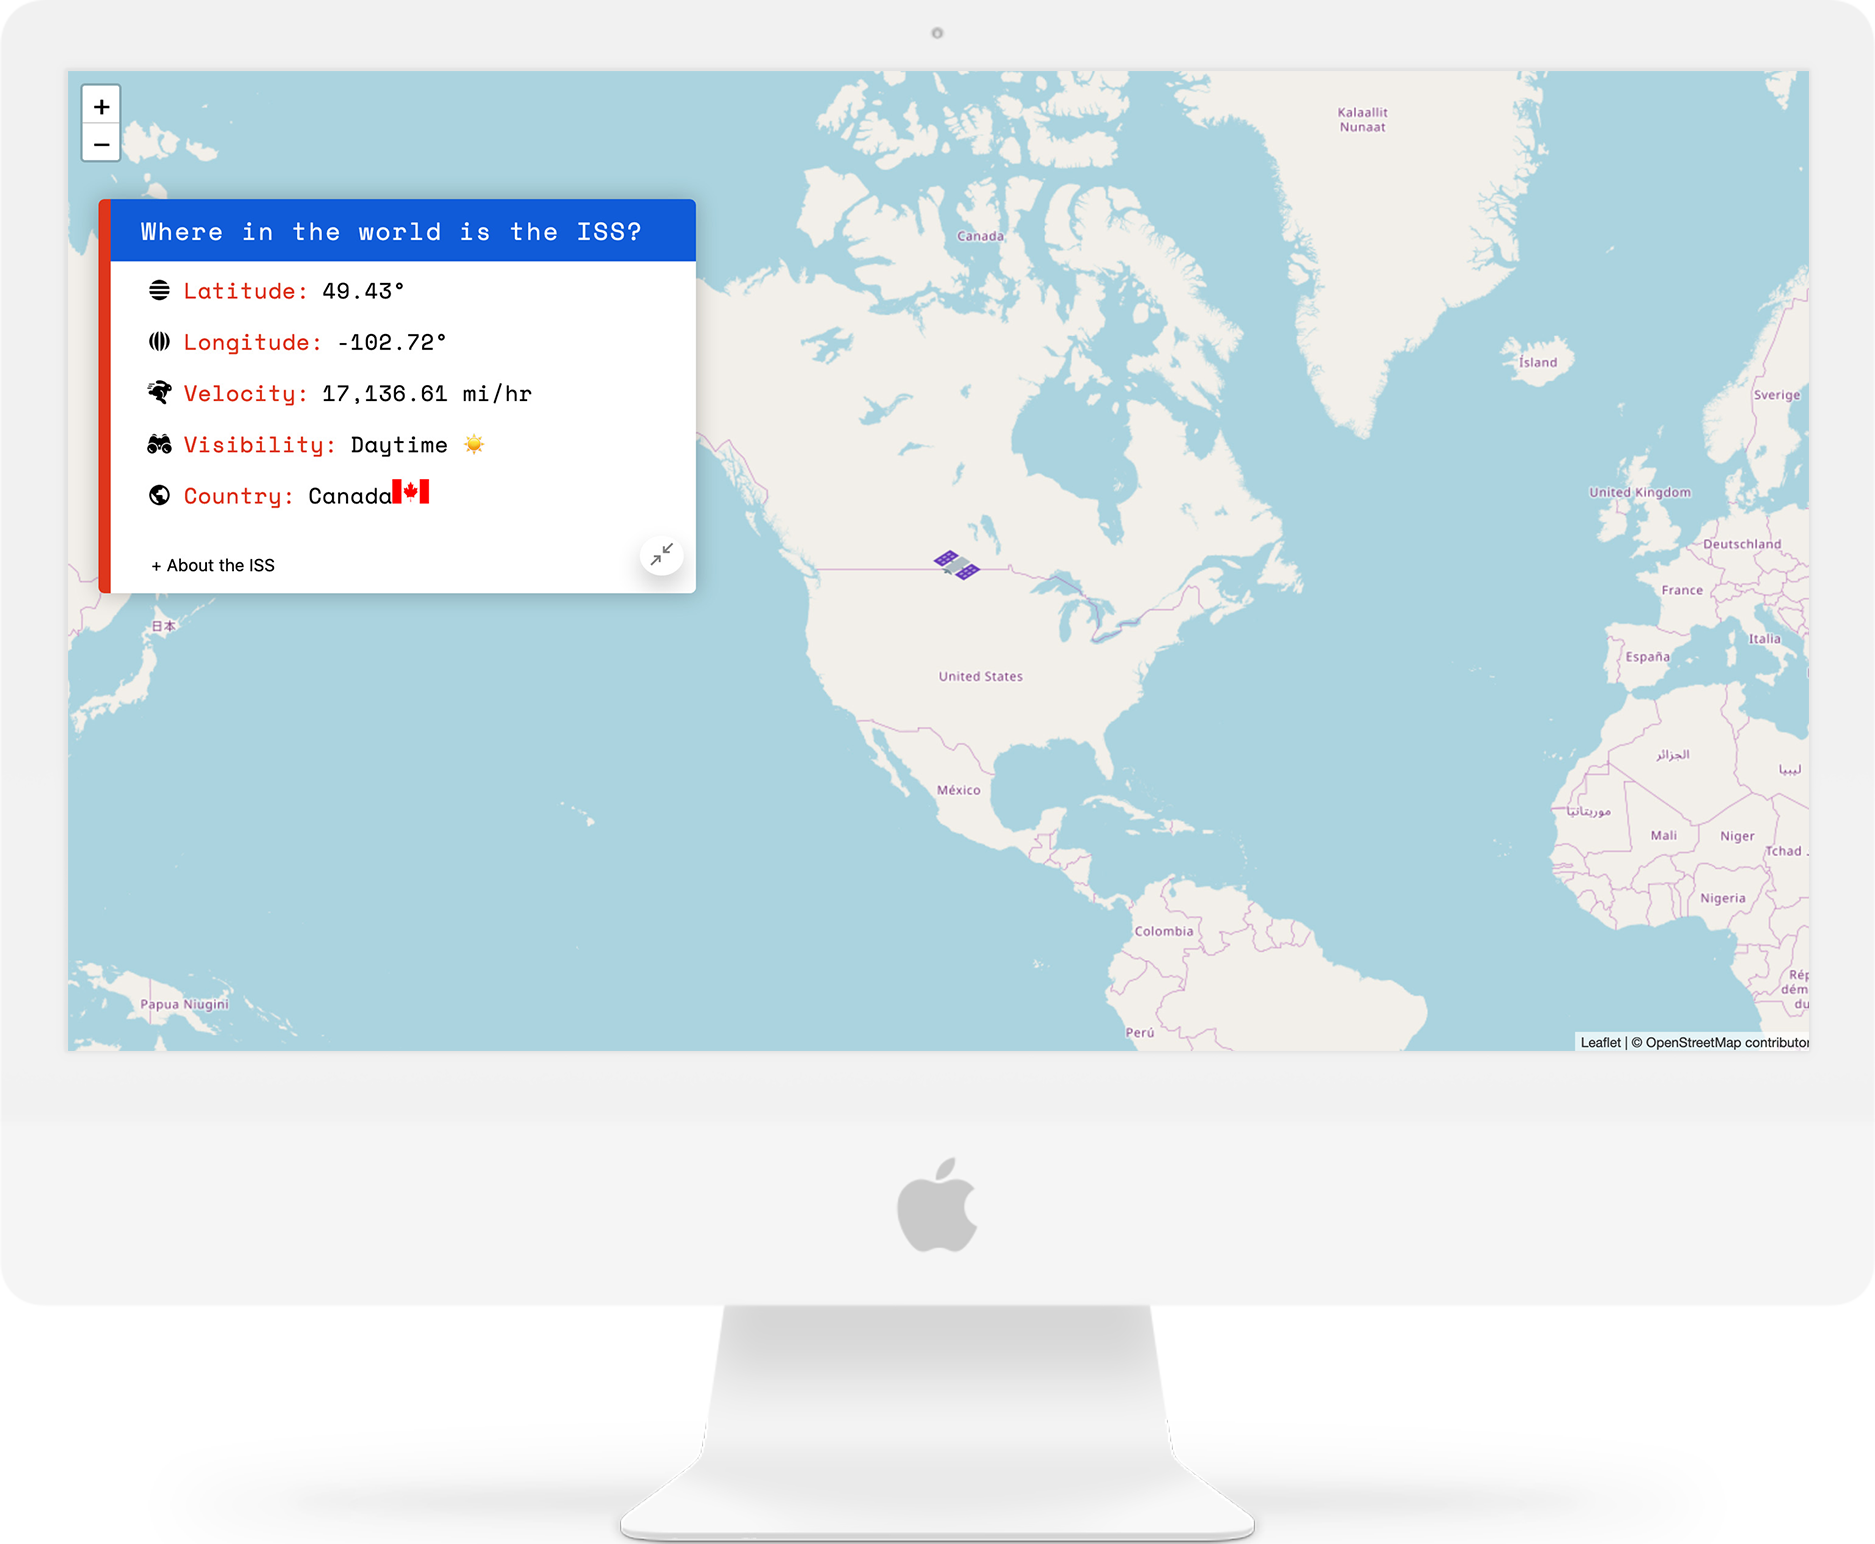 +
−
Where in the world is the ISS?
Latitude: 49.43°
Longitude: -102.72°
Velocity: 17,136.61 mi/hr
Visibility: Daytime ☀️
Country: Canada🇨🇦
+ About the ISS
Kalaallit
Nunaat
Canada
Ísland
Sverige
United Kingdom
Deutschland
France
Italia
España
日本
United States
México
الجزائر
ليبيا
موريتانيا
Mali
Niger
Tchad
Nigeria
Colombia
Papua Niugini
Perú
Rép
dém
du
Leaflet | © OpenStreetMap contributor